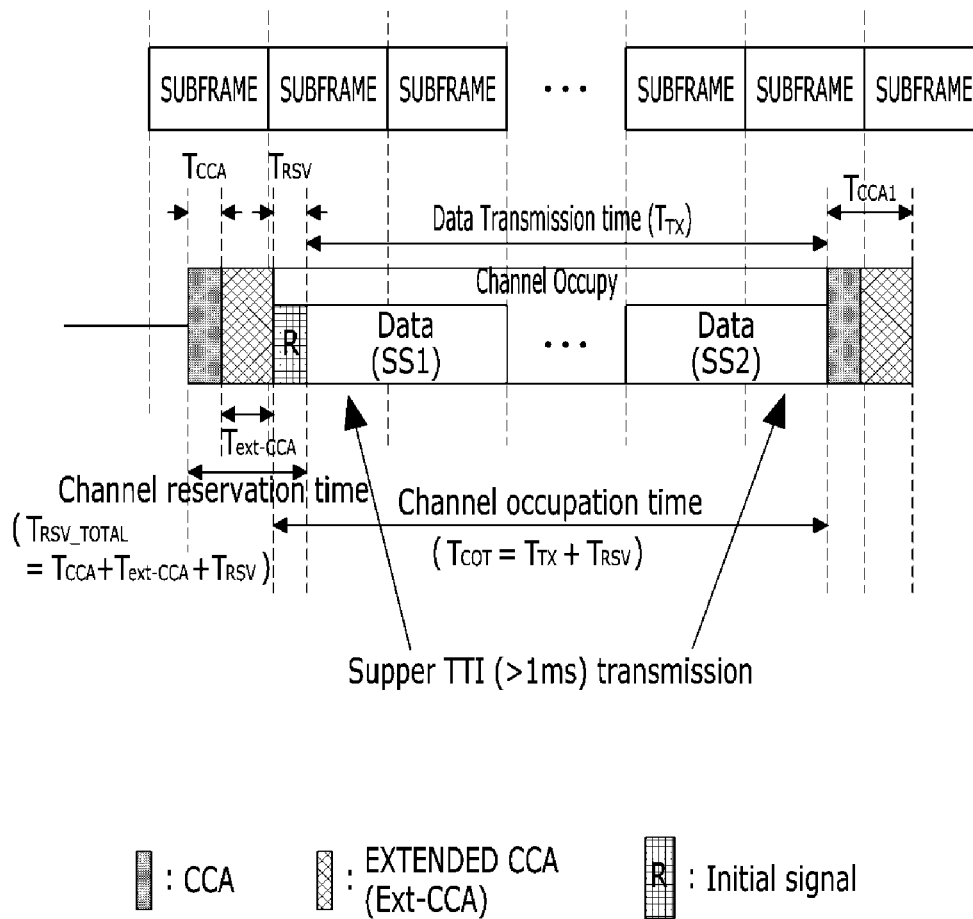 SUBFRAME SUBFRAME SUBFRAME ••• SUBFRAME SUBFRAME SUBFRAME
TCCA TRSV TCCA1
Data Transmission time (TTX)
Channel Occupy
R Data (SS1) ••• Data (SS2)
Text-CCA
Channel reservation time
( TRSV_TOTAL
= TCCA+Text-CCA+TRSV )
Channel occupation time
( TCOT = TTX + TRSV )
Supper TTI (>1ms) transmission
: CCA
: EXTENDED CCA
(Ext-CCA)
R : Initial signal